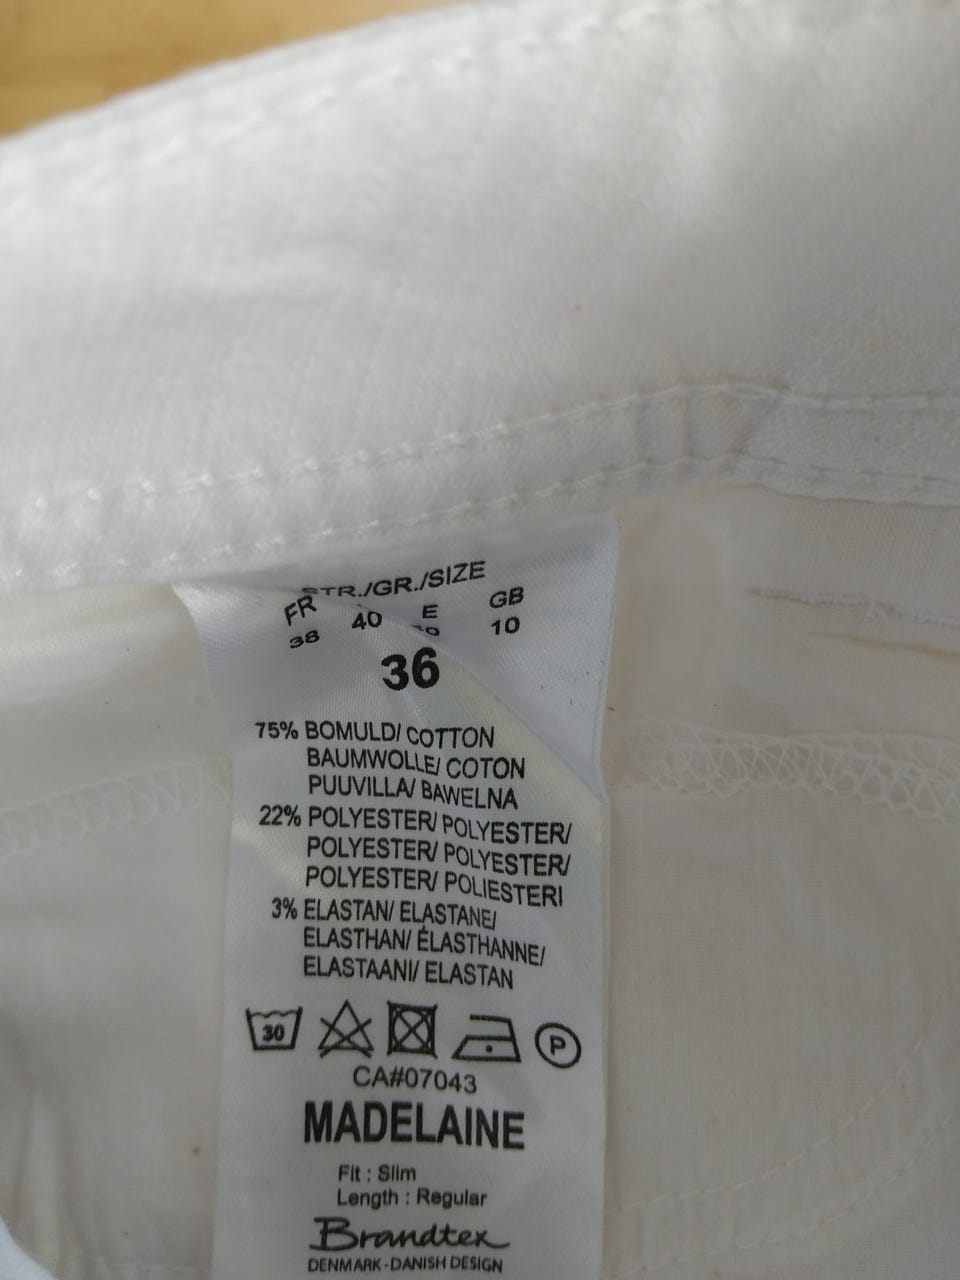 STR./GR./SIZE
FR 40 E GB
38 10
36
75% BOMULD/ COTTON
BAUMWOLLE/ COTON
PUUVILLA/ BAWELNA
22% POLYESTER/ POLYESTER/
POLYESTER/ POLYESTER/
POLYESTER/ POLIESTERI
3% ELASTAN/ ELASTANE/
ELASTHAN/ ÉLASTHANNE/
ELASTAANI/ ELASTAN
30 P
CA#07043
MADELAINE
Fit : Slim
Length : Regular
Brandtex
DENMARK - DANISH DESIGN